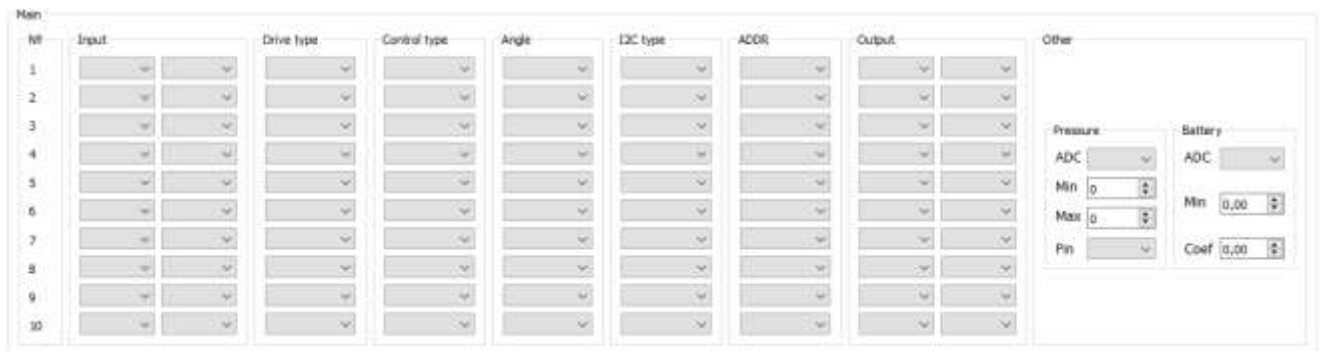 Main
№ Input Drive type Control type Angle I2C type ADDR Output Other
1
2
3 Pressure Battery
4 ADC ADC
5 Min 0
6 Min 0,00
Max 0
7 Pin Coef 0,00
8
9
10